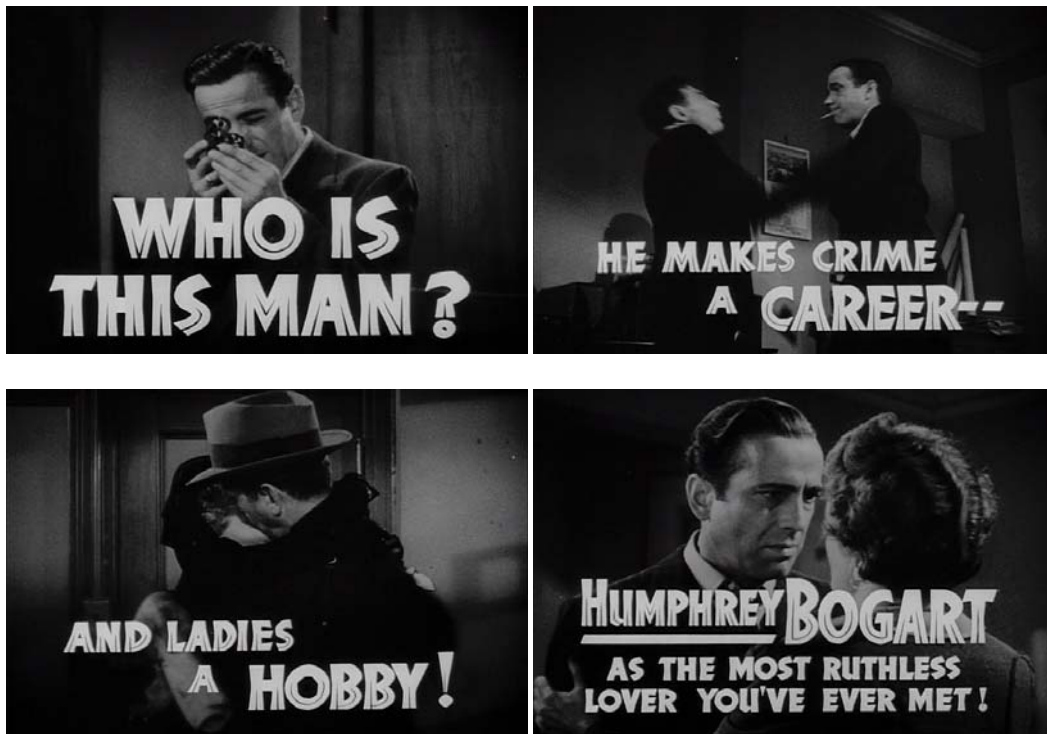 WHO IS
THIS MAN?
HE MAKES CRIME
A CAREER--
AND LADIES
A HOBBY!
HUMPHREY BOGART
AS THE MOST RUTHLESS
LOVER YOU'VE EVER MET!